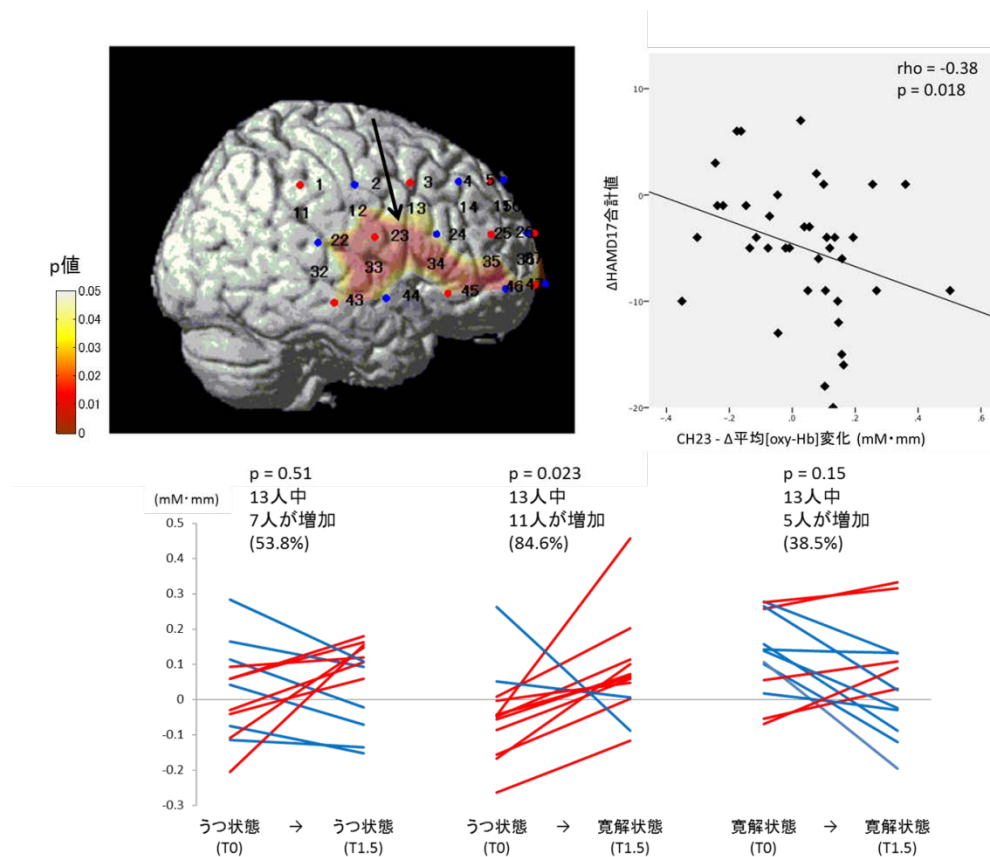 p値
0.05
0.04
0.03
0.02
0.01
0
1
2
3
4
5
11
12
13
14
15
22
23
24
25
26
32
33
34
35
36
43
44
45
46
47
rho = -0.38
p = 0.018
ΔHAMD17合計値
10
0
-10
-20
-.4
-.2
.0
.2
.4
.6
CH23 - Δ平均[oxy-Hb]変化 (mM・mm)
(mM・mm)
p = 0.51
13人中
7人が増加
(53.8%)
p = 0.023
13人中
11人が増加
(84.6%)
p = 0.15
13人中
5人が増加
(38.5%)
0.5
0.4
0.3
0.2
0.1
0
-0.1
-0.2
-0.3
うつ状態 → うつ状態
(T0) (T1.5)
うつ状態 → 寛解状態
(T0) (T1.5)
寛解状態 → 寛解状態
(T0) (T1.5)